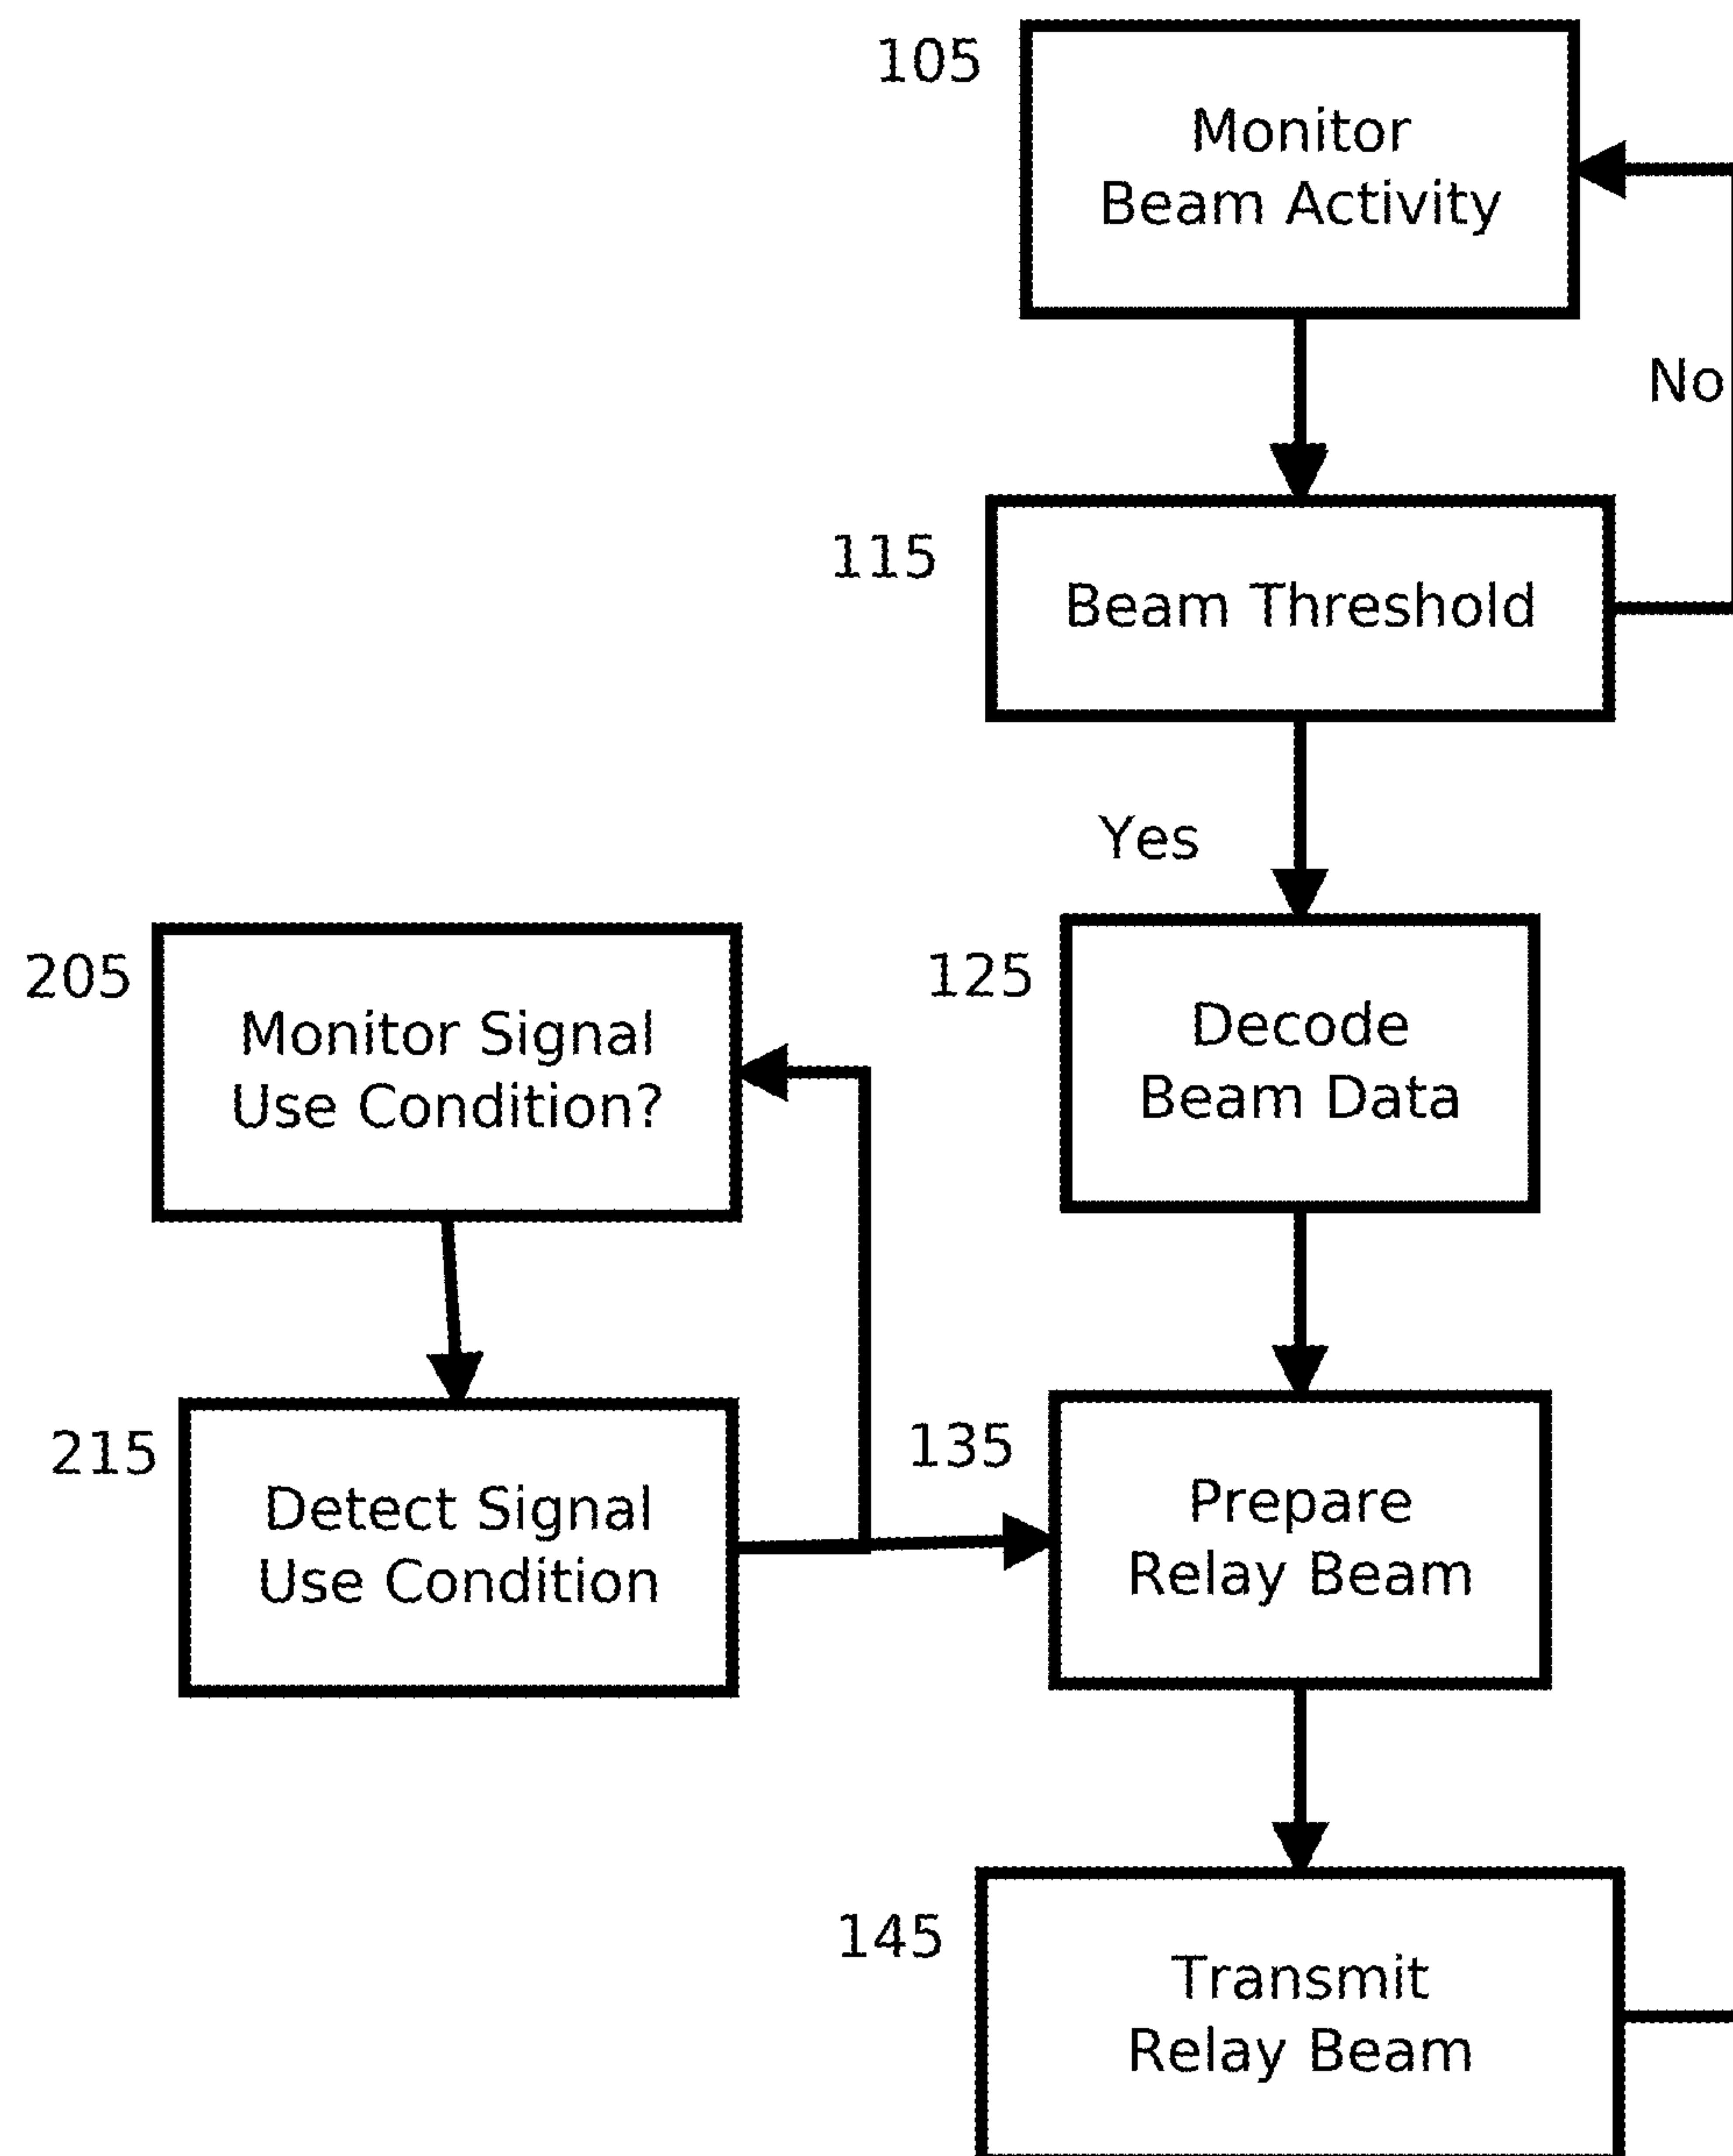 105
Monitor
Beam Activity
No
115
Beam Threshold
Yes
205
Monitor Signal
Use Condition?
125
Decode
Beam Data
215
Detect Signal
Use Condition
135
Prepare
Relay Beam
145
Transmit
Relay Beam